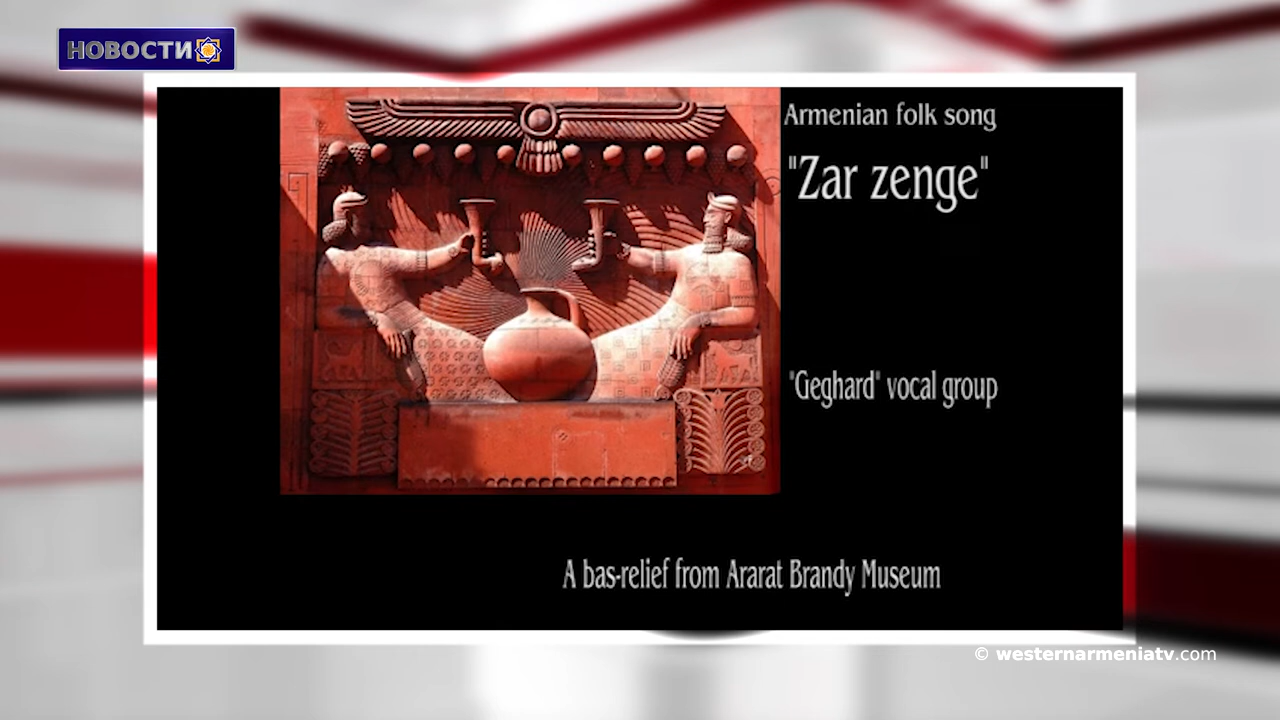 НОВОСТИ
Armenian folk song
"Zar zenge"
"Geghard" vocal group
A bas-relief from Ararat Brandy Museum
© westernarmeniatv.com